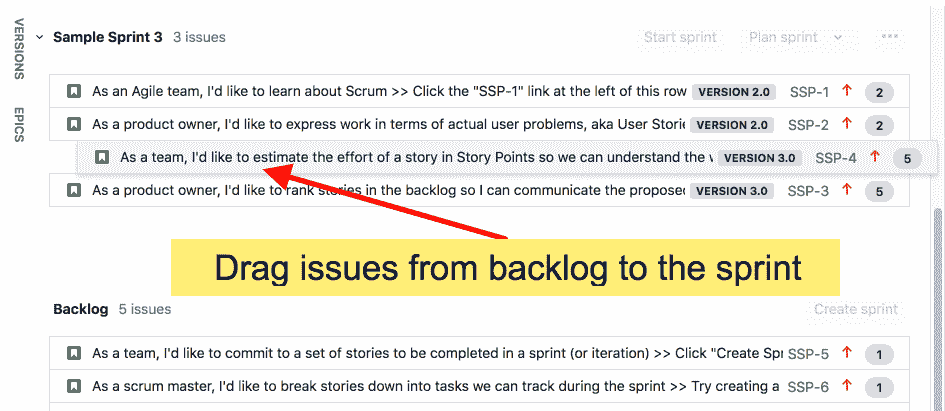 VERSIONS
EPICS
Sample Sprint 3 3 issues Start sprint Plan sprint
As an Agile team, I'd like to learn about Scrum >> Click the "SSP-1" link at the left of this row VERSION 2.0 SSP-1 2
As a product owner, I'd like to express work in terms of actual user problems, aka User Storie VERSION 2.0 SSP-2 2
As a team, I'd like to estimate the effort of a story in Story Points so we can understand the VERSION 3.0 SSP-4 5
As a product owner, I'd like to rank stories in the backlog so I can communicate the propose VERSION 3.0 SSP-3 5
Drag issues from backlog to the sprint
Backlog 5 issues Create sprint
As a team, I'd like to commit to a set of stories to be completed in a sprint (or iteration) >> Click "Create Spr SSP-5 1
As a scrum master, I'd like to break stories down into tasks we can track during the sprint >> Try creating a SSP-6 1